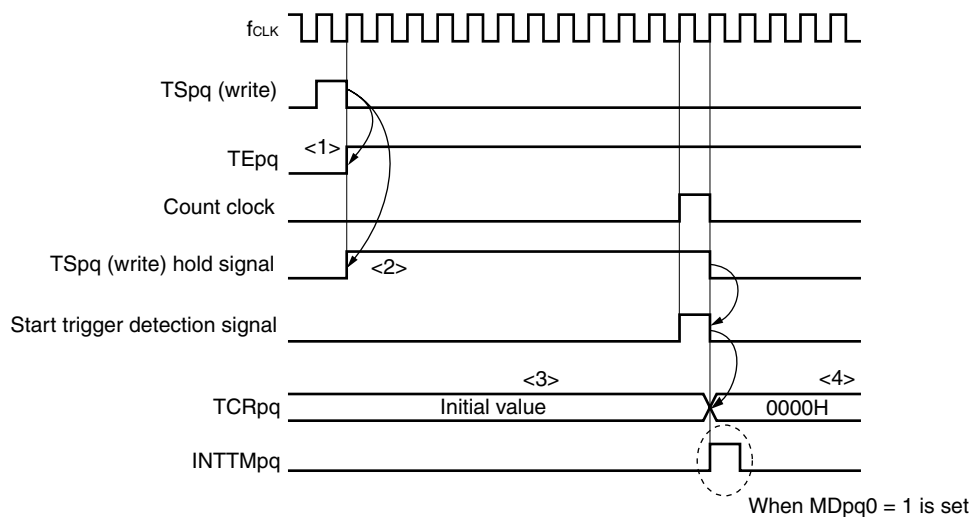 fCLK
TSpq (write)
<1>
TEpq
Count clock
TSpq (write) hold signal
<2>
Start trigger detection signal
<3>
<4>
TCRpq
Initial value
0000H
INTTMpq
When MDpq0 = 1 is set